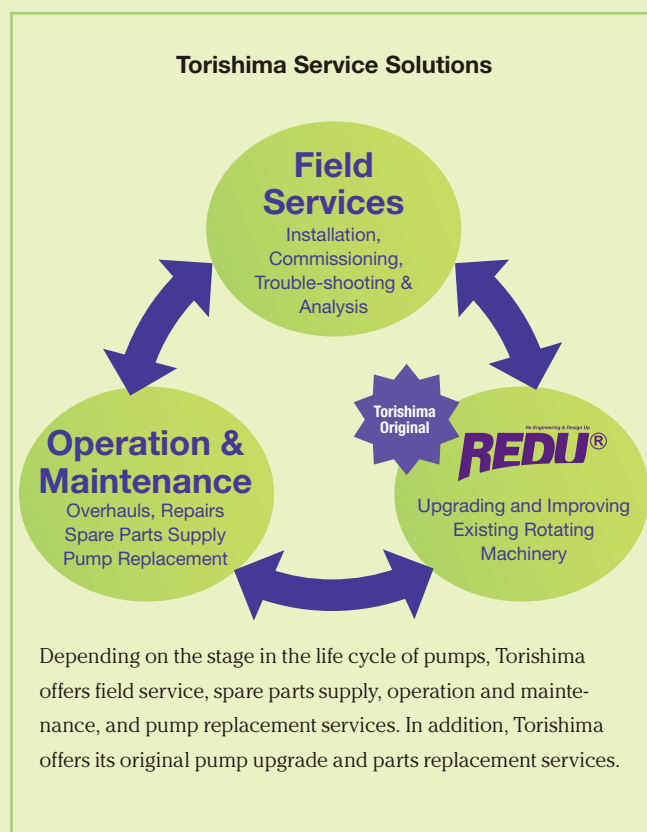 Torishima Service Solutions
Field
Services
Installation,
Commissioning,
Trouble-shooting &
Analysis
Operation &
Maintenance
Overhauls, Repairs
Spare Parts Supply
Pump Replacement
Torishima
Original
Re Engineering & Design Up
REDU®
Upgrading and Improving
Existing Rotating
Machinery
Depending on the stage in the life cycle of pumps, Torishima
offers field service, spare parts supply, operation and mainte-
nance, and pump replacement services. In addition, Torishima
offers its original pump upgrade and parts replacement services.